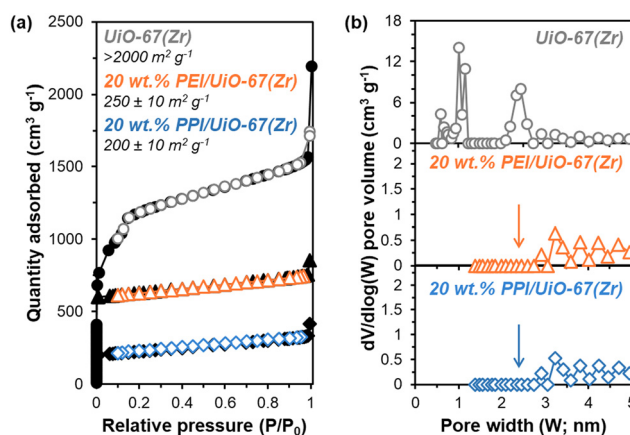 (a)
UiO-67(Zr)
>2000 m² g⁻¹
20 wt.% PEI/UiO-67(Zr)
250 ± 10 m² g⁻¹
20 wt.% PPI/UiO-67(Zr)
200 ± 10 m² g⁻¹
Quantity adsorbed (cm³ g⁻¹)
2500
2000
1500
1000
500
0
0 0.2 0.4 0.6 0.8 1
Relative pressure (P/P₀)
(b)
dV/dlog(W) pore volume (cm³ g⁻¹)
UiO-67(Zr)
18
12
6
0
20 wt.% PEI/UiO-67(Zr)
2
1.5
1
0.5
0
20 wt.% PPI/UiO-67(Zr)
2
1.5
1
0.5
0
0 1 2 3 4 5
Pore width (W; nm)